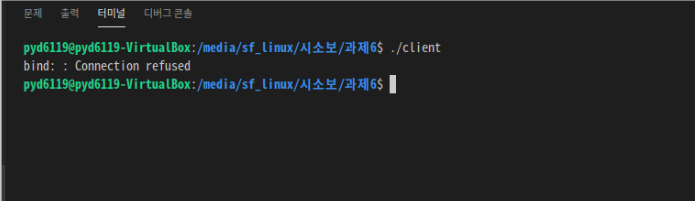 문제 출력 터미널 디버그 콘솔
pyd6119@pyd6119-VirtualBox:/media/sf_linux/시소보/과제6$ ./client
bind: : Connection refused
pyd6119@pyd6119-VirtualBox:/media/sf_linux/시소보/과제6$